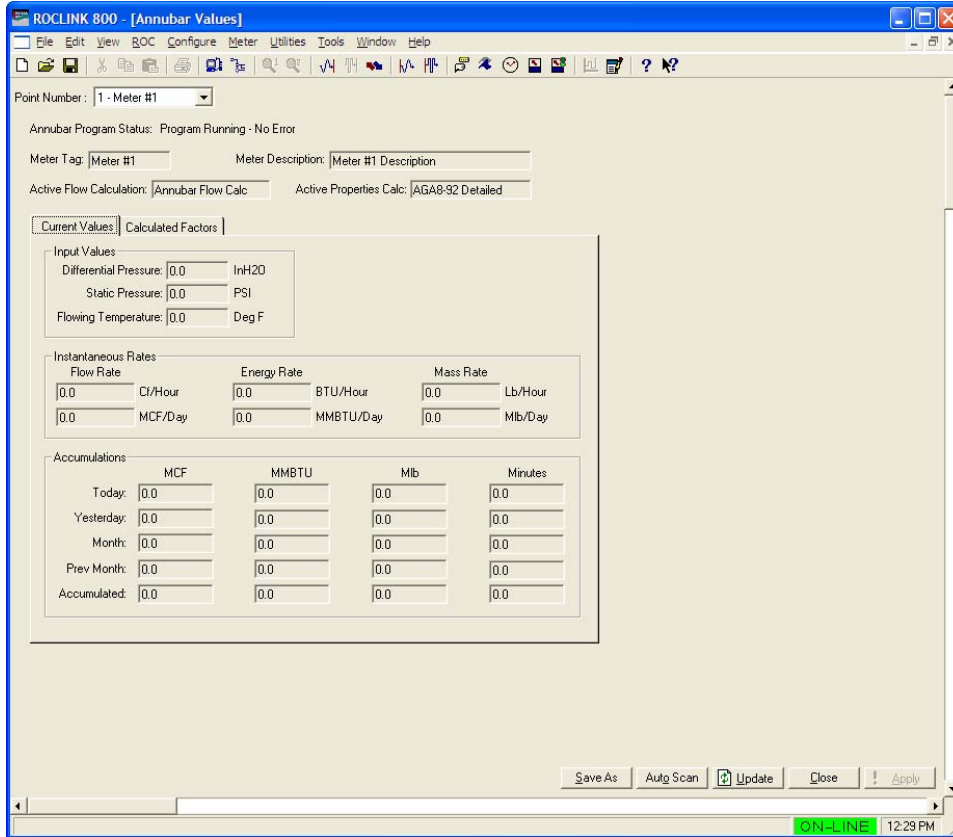 ROCLINK 800 - [Annubar Values]
File Edit View ROC Configure Meter Utilities Tools Window Help
Point Number : 1 - Meter #1
Annubar Program Status: Program Running - No Error
Meter Tag: Meter #1 Meter Description: Meter #1 Description
Active Flow Calculation: Annubar Flow Calc Active Properties Calc: AGA8-92 Detailed
Current Values Calculated Factors
Input Values
Differential Pressure: 0.0 InH2O
Static Pressure: 0.0 PSI
Flowing Temperature: 0.0 Deg F
Instantaneous Rates
Flow Rate Energy Rate Mass Rate
0.0 Cf/Hour 0.0 BTU/Hour 0.0 Lb/Hour
0.0 MCF/Day 0.0 MMBTU/Day 0.0 Mlb/Day
Accumulations
MCF MMBTU Mlb Minutes
Today: 0.0 0.0 0.0 0.0
Yesterday: 0.0 0.0 0.0 0.0
Month: 0.0 0.0 0.0 0.0
Prev Month: 0.0 0.0 0.0 0.0
Accumulated: 0.0 0.0 0.0 0.0
Save As Auto Scan Update Close ! Apply
ON-LINE 12:29 PM